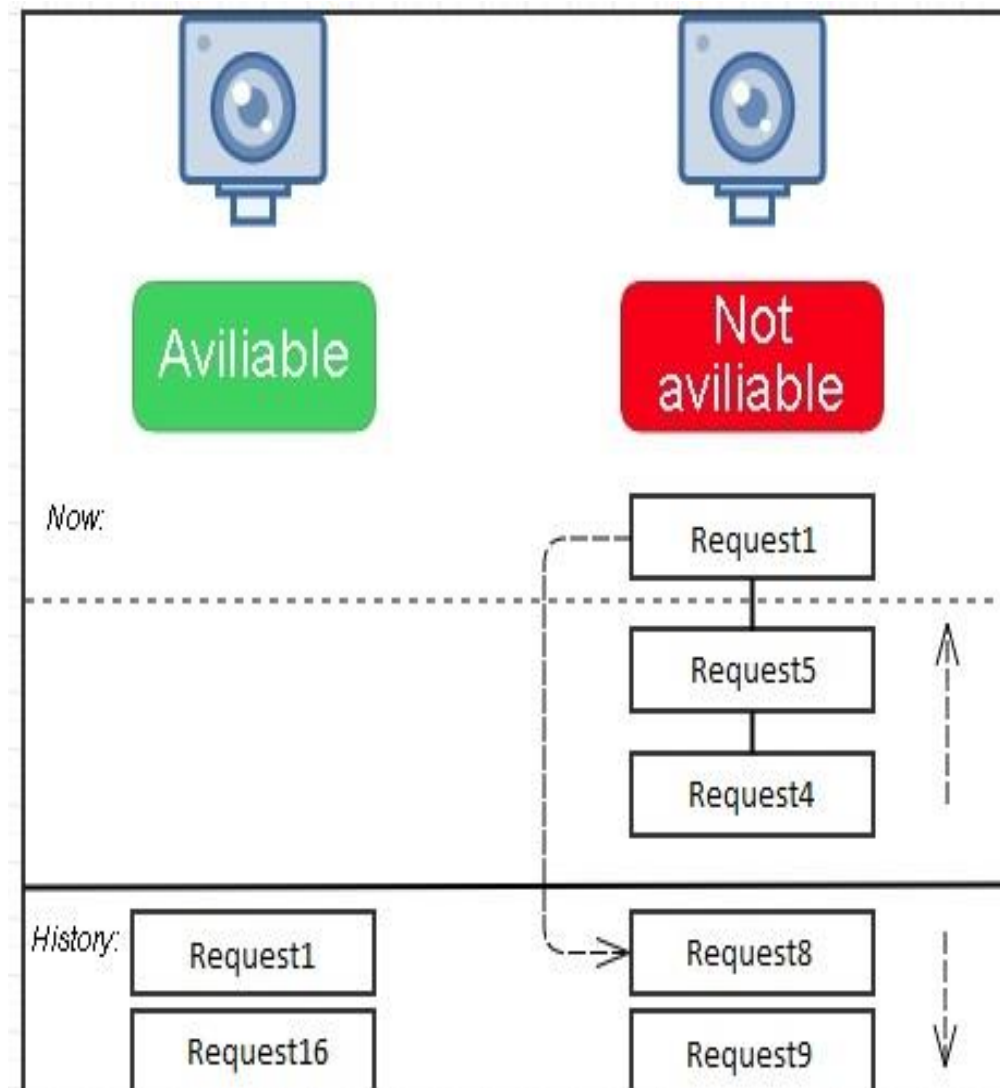 Aviliable
Not
aviliable
Now:
Request1
Request5
Request4
History:
Request1
Request8
Request16
Request9